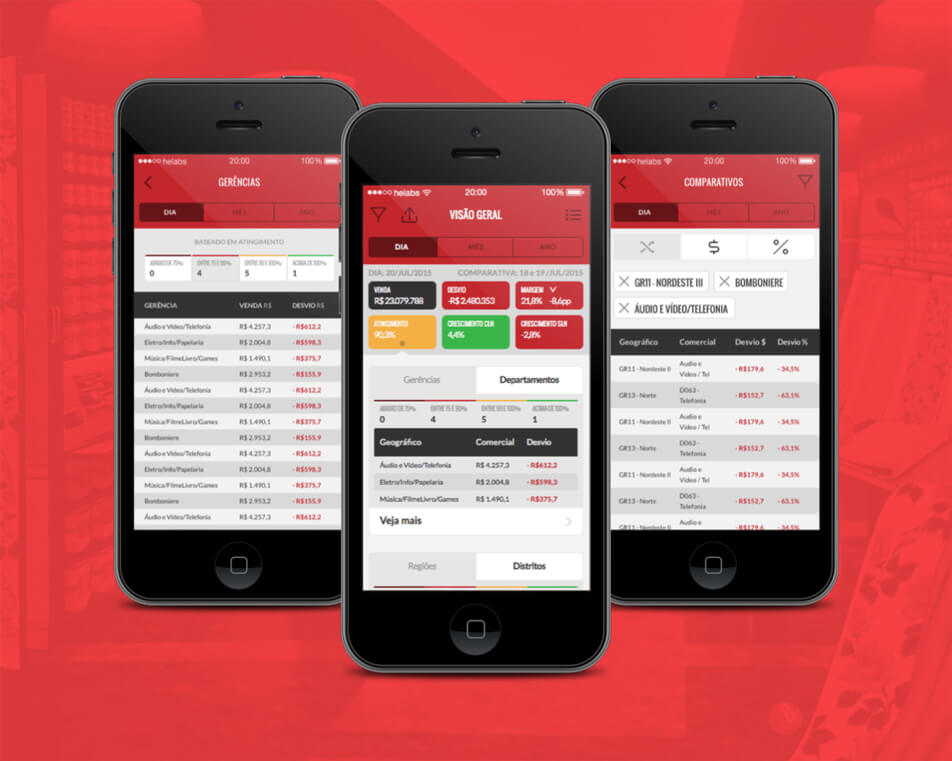 helabs 20:00 100%
GERÊNCIAS
DIA MÊS ANO
BASEADO EM ATINGIMENTO
ABAIXO DE 75% ENTRE 75 E 90% ENTRE 90 E 100% ACIMA DE 100%
0 4 5 1
GERÊNCIA VENDA R$ DESVIO R$
Áudio e Vídeo/Telefonia R$ 4.257,3 - R$612,2
Eletro/Info/Papelaria R$ 2.004,8 - R$598,3
Música/FilmeLivro/Games R$ 1.490,1 - R$375,7
Bomboniere R$ 2.953,2 - R$155,9
Áudio e Vídeo/Telefonia R$ 4.257,3 - R$612,2
Eletro/Info/Papelaria R$ 2.004,8 - R$598,3
Música/FilmeLivro/Games R$ 1.490,1 - R$375,7
Bomboniere R$ 2.953,2 - R$155,9
Áudio e Vídeo/Telefonia R$ 4.257,3 - R$612,2
Eletro/Info/Papelaria R$ 2.004,8 - R$598,3
Música/FilmeLivro/Games R$ 1.490,1 - R$375,7
Bomboniere R$ 2.953,2 - R$155,9
Áudio e Vídeo/Telefonia R$ 4.257,3 - R$612,2
helabs 20:00 100%
VISÃO GERAL
DIA MÊS ANO
DIA: 20/JUL/2015 COMPARATIVA: 18 e 19 /JUL/2015
VENDA DESVIO MARGEM
R$ 23.079.788 -R$ 2.480.353 21,8% -8,6pp
ATINGIMENTO CRESCIMENTO CLN CRESCIMENTO SLN
90,3% 4,4% -2,8%
Gerências Departamentos
ABAIXO DE 75% ENTRE 75 E 90% ENTRE 90 E 100% ACIMA DE 100%
0 4 5 1
Geográfico Comercial Desvio
Áudio e Vídeo/Telefonia R$ 4.257,3 - R$612,2
Eletro/Info/Papelaria R$ 2.004,8 - R$598,3
Música/FilmeLivro/Games R$ 1.490,1 - R$375,7
Veja mais
Regiões Distritos
helabs 20:00 100%
COMPARATIVOS
DIA MÊS ANO
$ %
GR11 - NORDESTE III BOMBONIERE
ÁUDIO E VÍDEO/TELEFONIA
Geográfico Comercial Desvio $ Desvio %
GR11 - Nordeste II Audio e Vídeo / Tel - R$179,6 - 34,5%
GR13 - Norte D063 - Telefonia - R$152,7 - 63,1%
GR11 - Nordeste II Audio e Vídeo / Tel - R$179,6 - 34,5%
GR13 - Norte D063 - Telefonia - R$152,7 - 63,1%
GR11 - Nordeste II Audio e Vídeo / Tel - R$179,6 - 34,5%
GR13 - Norte D063 - Telefonia - R$152,7 - 63,1%
GR11 - Nordeste II Audio e - R$179,6 - 34,5%